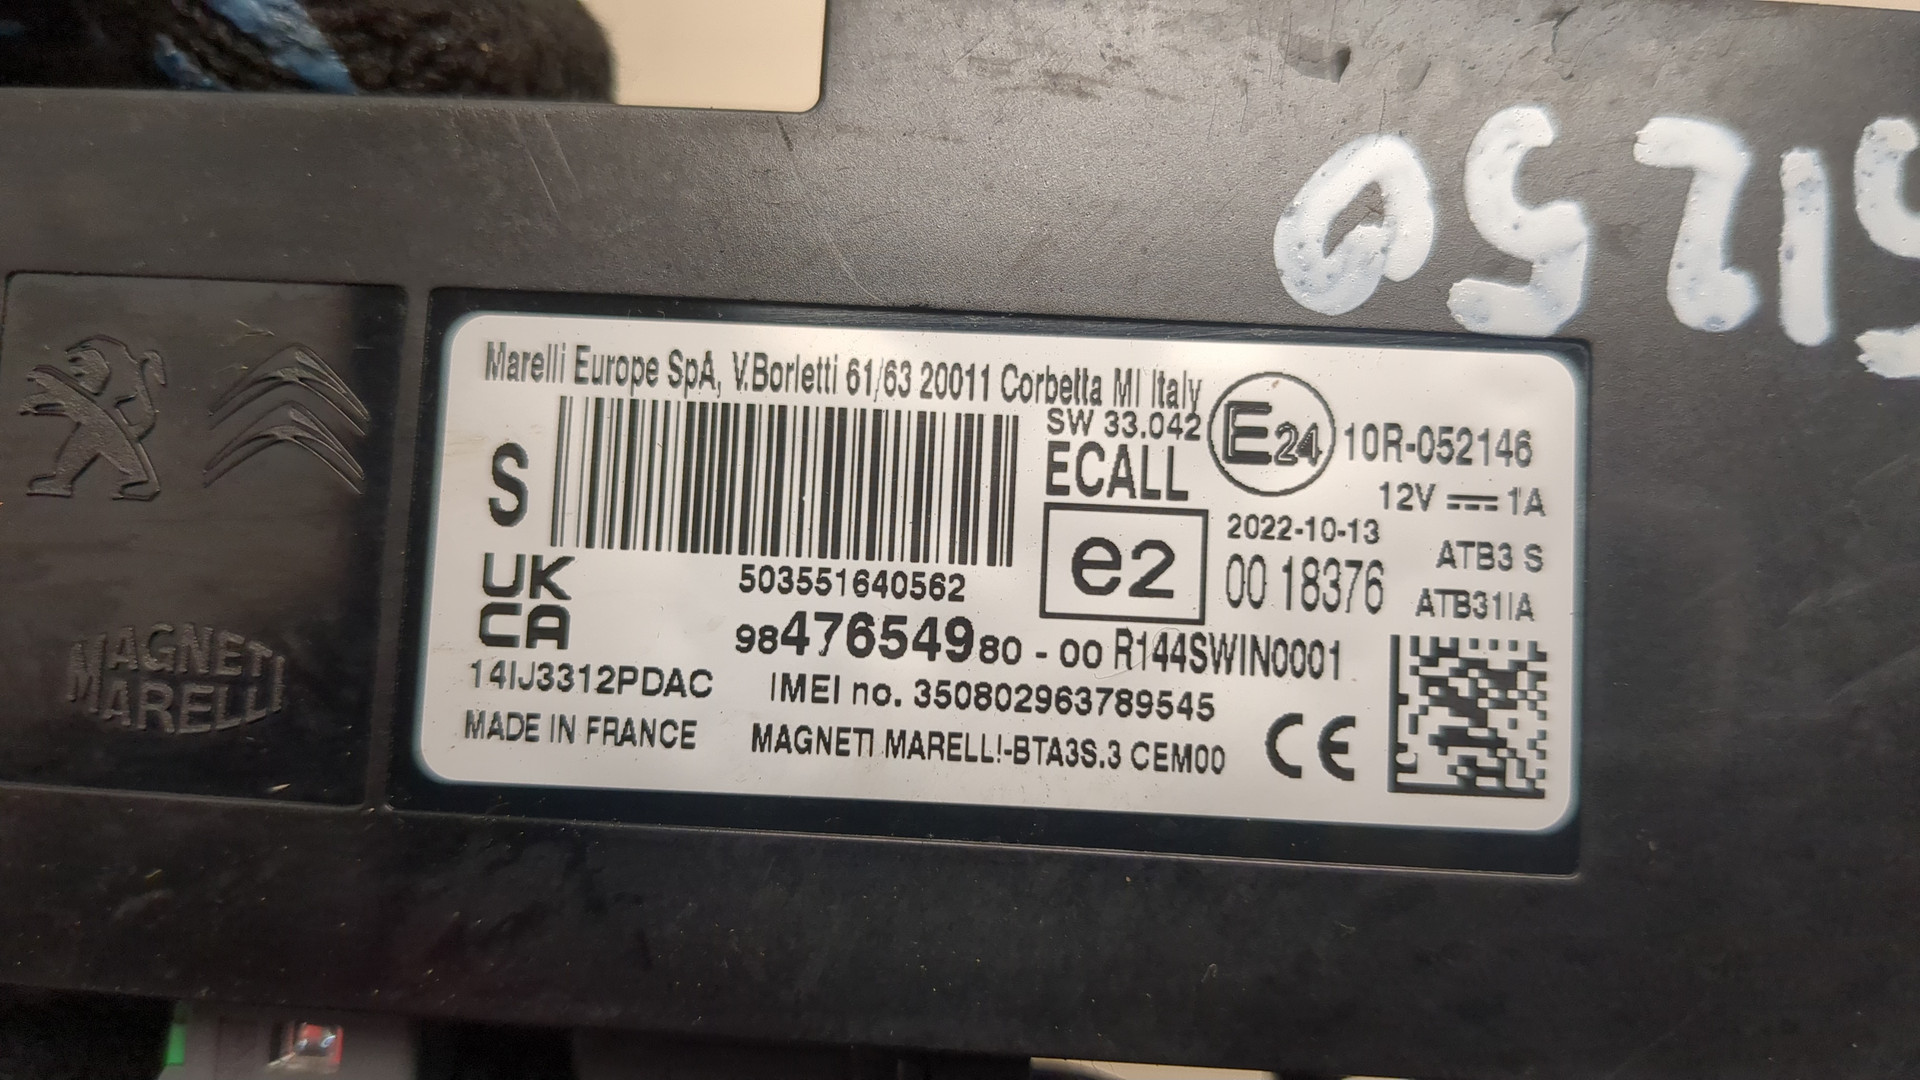 Marelli Europe SpA, V.Borletti 61/63 20011 Corbetta MI Italy
SW 33.042
ECALL
E24 10R-052146
12V 1A
S
e2
2022-10-13
00 18376
ATB3 S
ATB31IA
503551640562
UK
CA
9847654980 - 00 R144SWIN0001
14IJ3312PDAC
IMEI no. 350802963789545
MADE IN FRANCE
MAGNETI MARELLI-BTA3S.3 CEM00
CE
MAGNETI
MARELLI